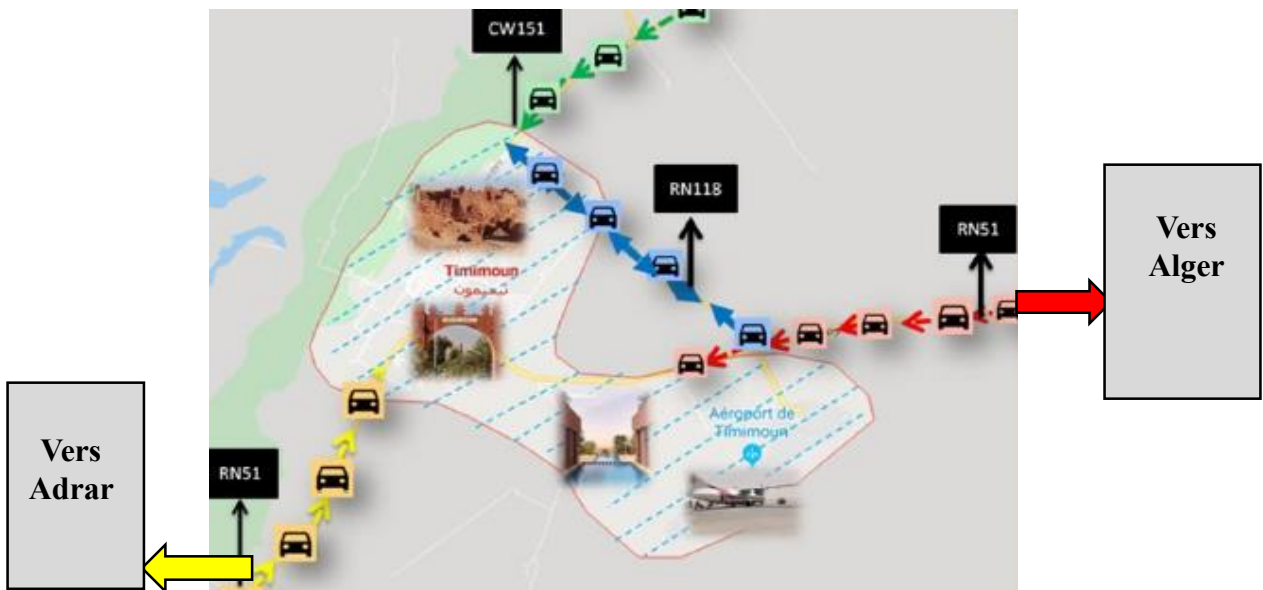 CW151
RN118
RN51
Vers
Alger
Timimoun
تيميمون
Aéroport de
Timimoun
Vers
Adrar
RN51